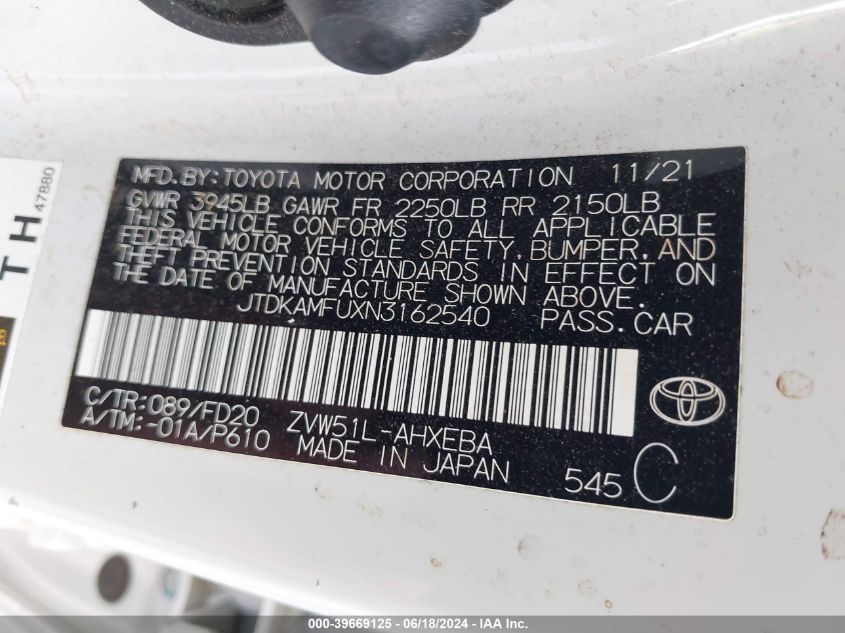 MFD.BY:TOYOTA MOTOR CORPORATION 11/21
GVWR 3945LB GAWR FR 2250LB RR 2150LB
THIS VEHICLE CONFORMS TO ALL APPLICABLE
FEDERAL MOTOR VEHICLE SAFETY,BUMPER,AND
THEFT PREVENTION STANDARDS IN EFFECT ON
THE DATE OF MANUFACTURE SHOWN ABOVE.
JTDKAMFUXN3162540 PASS.CAR
C/TR:089/FD20 ZVW51L-AHXEBA
A/TM:-01A/P610 MADE IN JAPAN 545 C
TH
47880
000-39669125 - 06/18/2024 - IAA Inc.